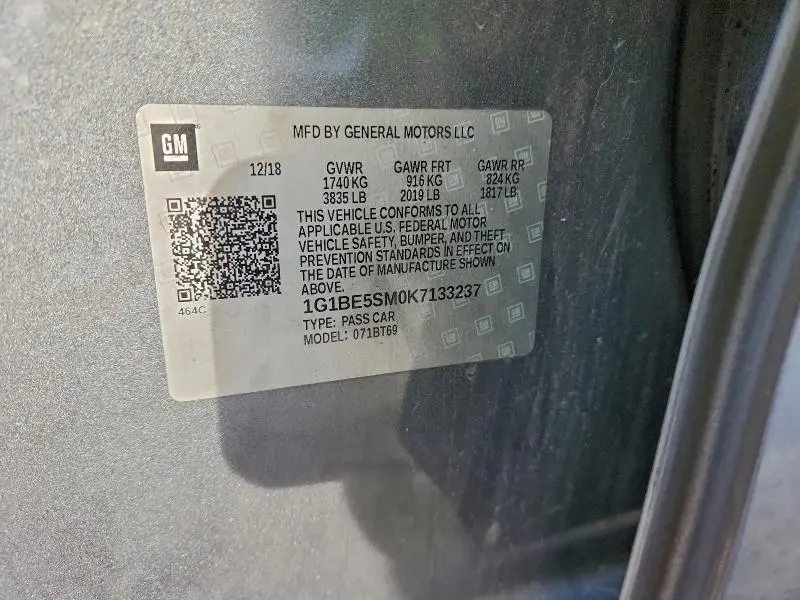 GM
MFD BY GENERAL MOTORS LLC
12/18 GVWR GAWR FRT GAWR RR
1740 KG 916 KG 824 KG
3835 LB 2019 LB 1817 LB
THIS VEHICLE CONFORMS TO ALL
APPLICABLE U.S. FEDERAL MOTOR
VEHICLE SAFETY, BUMPER, AND THEFT
PREVENTION STANDARDS IN EFFECT ON
THE DATE OF MANUFACTURE SHOWN
ABOVE.
464C
1G1BE5SM0K7133237
TYPE: PASS CAR
MODEL: 071BT69